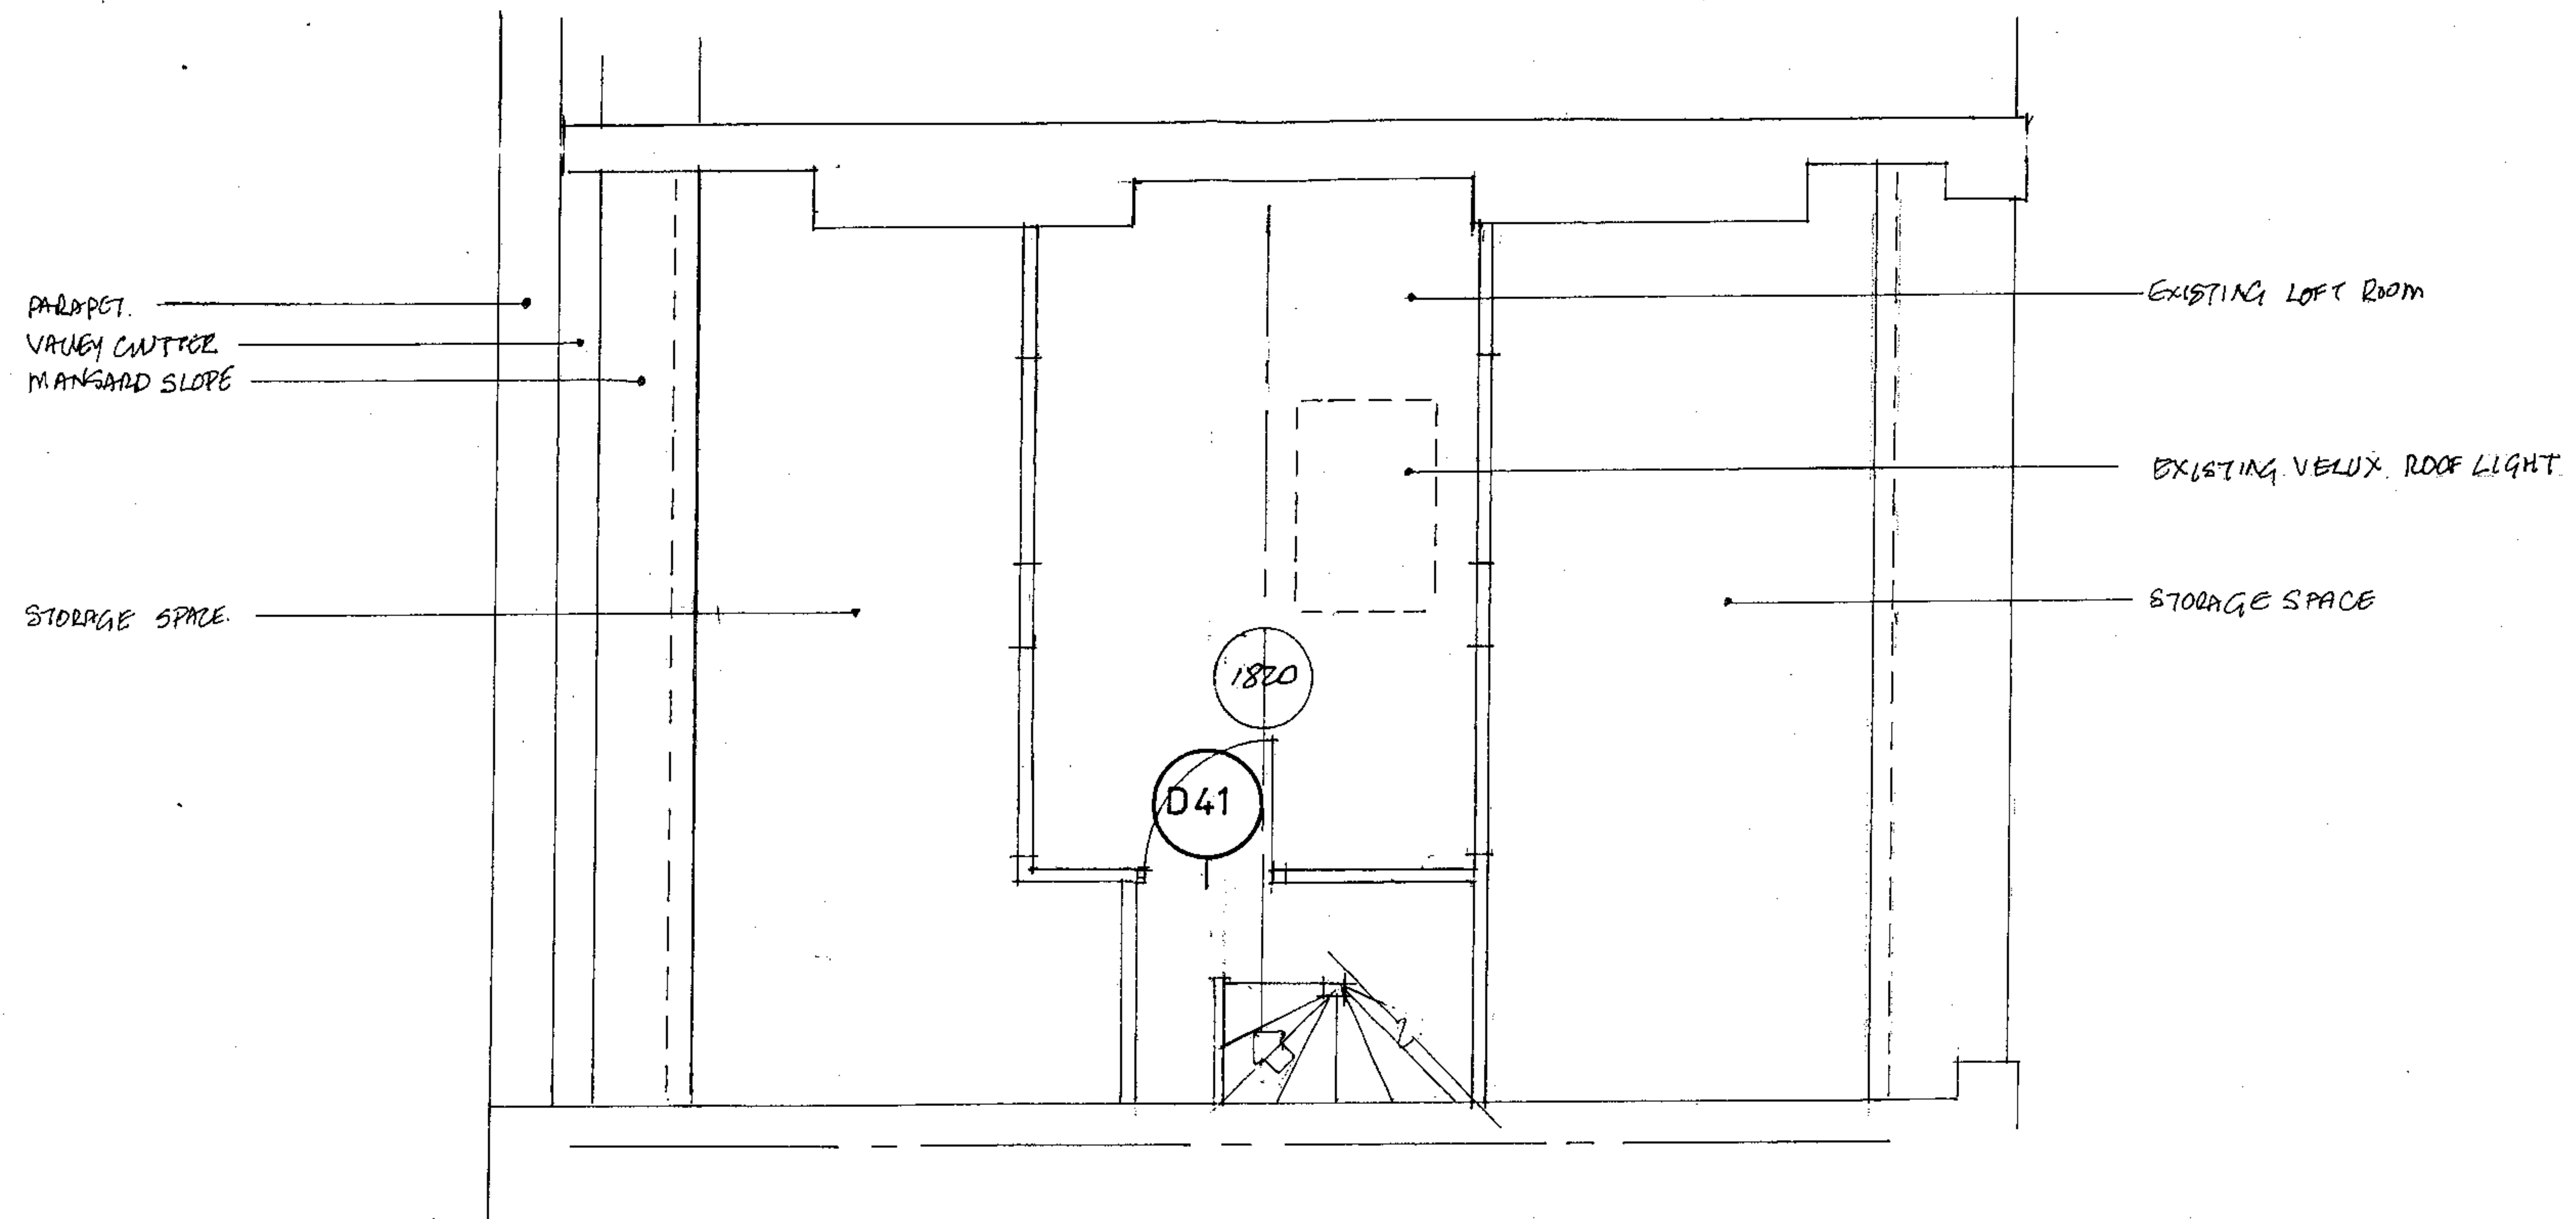 PARAPET.
VALLEY GUTTER
MANSARD SLOPE
STORAGE SPACE.
EXISTING LOFT ROOM
EXISTING VELUX ROOF LIGHT
STORAGE SPACE
1820
D41